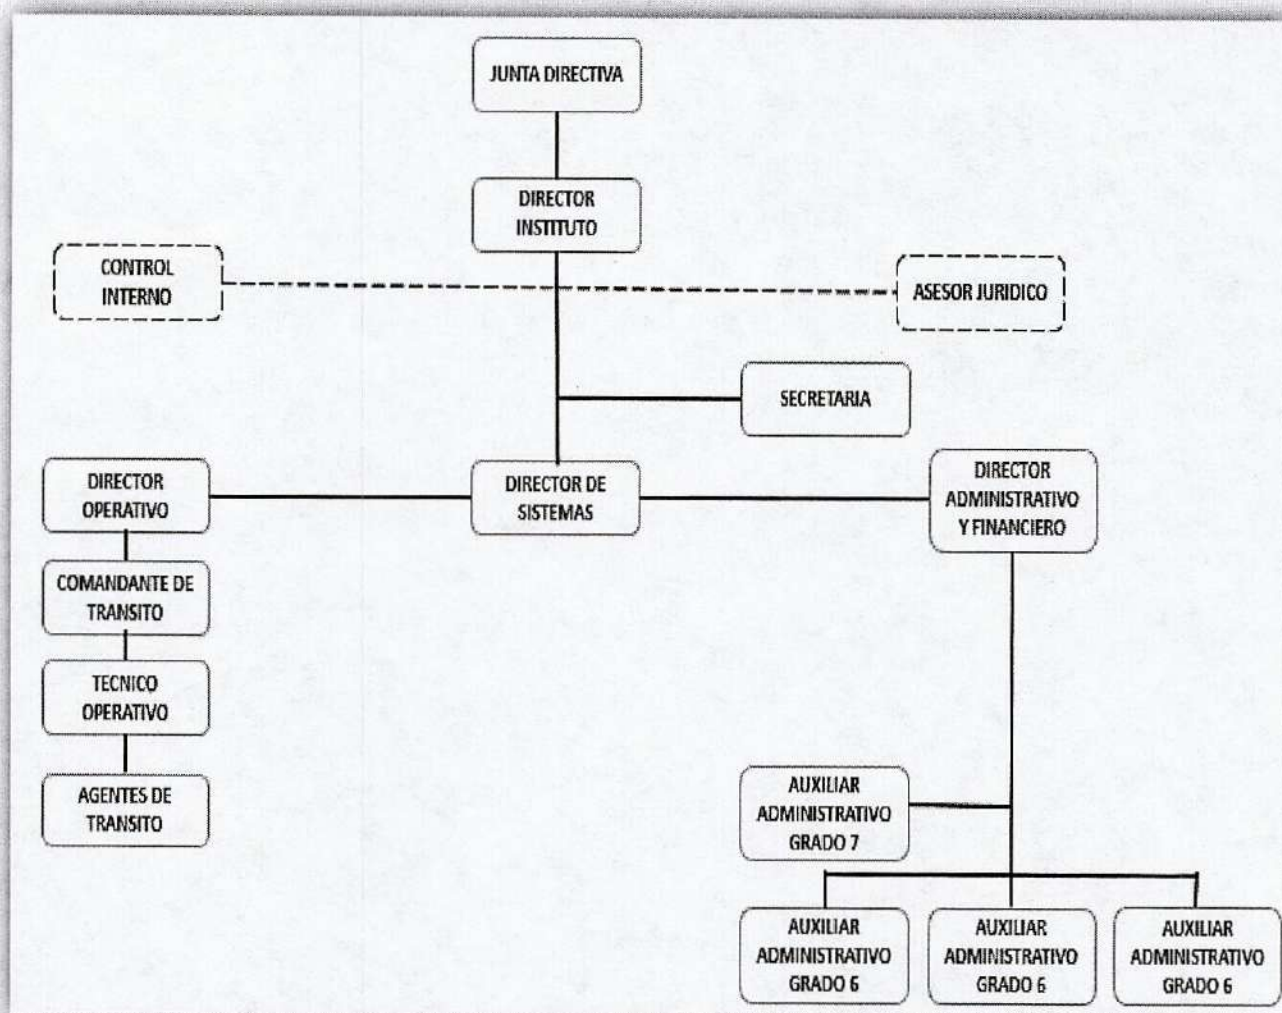 JUNTA DIRECTIVA
DIRECTOR
INSTITUTO
CONTROL
INTERNO
ASESOR JURIDICO
SECRETARIA
DIRECTOR
OPERATIVO
DIRECTOR DE
SISTEMAS
DIRECTOR
ADMINISTRATIVO
Y FINANCIERO
COMANDANTE DE
TRANSITO
TECNICO
OPERATIVO
AGENTES DE
TRANSITO
AUXILIAR
ADMINISTRATIVO
GRADO 7
AUXILIAR
ADMINISTRATIVO
GRADO 6
AUXILIAR
ADMINISTRATIVO
GRADO 6
AUXILIAR
ADMINISTRATIVO
GRADO 6